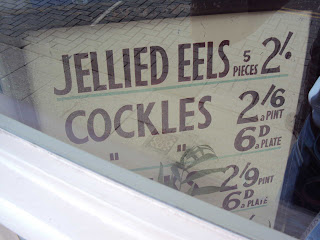 JELLIED EELS 5 PIECES 2/-
COCKLES 2/6 a PINT
6D a PLATE
" " 2/9 PINT
6D a PLATE